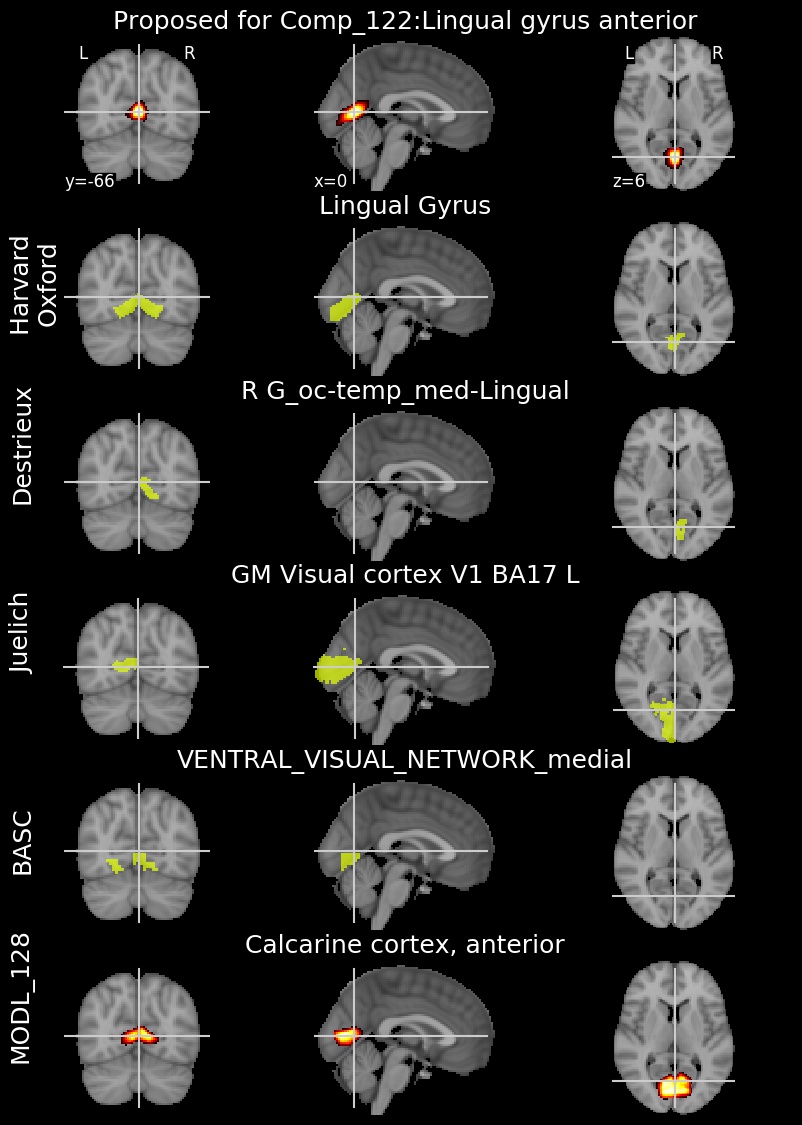 Proposed for Comp_122:Lingual gyrus anterior
L R
L R
y=-66 x=0 z=6
Lingual Gyrus
Harvard
Oxford
R G_oc-temp_med-Lingual
Destrieux
GM Visual cortex V1 BA17 L
Juelich
VENTRAL_VISUAL_NETWORK_medial
BASC
Calcarine cortex, anterior
MODL_128